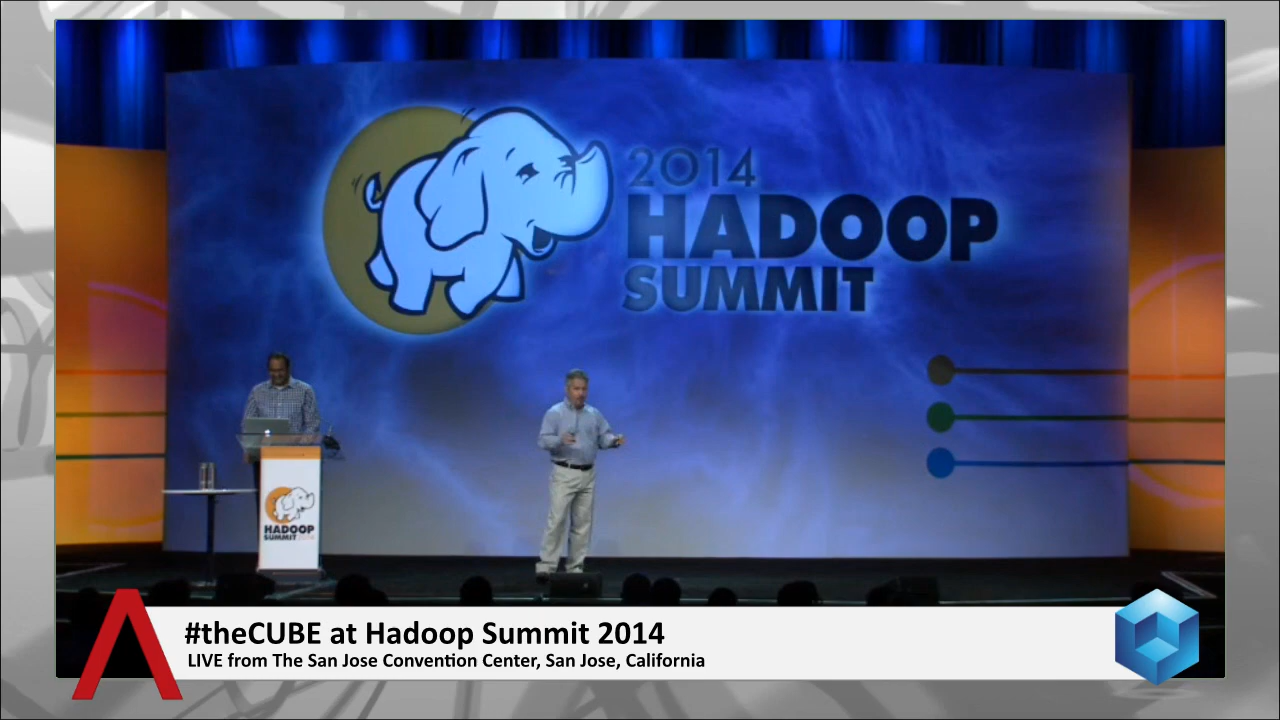 2014
HADOOP
SUMMIT
HADOOP
SUMMIT 2014
#theCUBE at Hadoop Summit 2014
LIVE from The San Jose Convention Center, San Jose, California